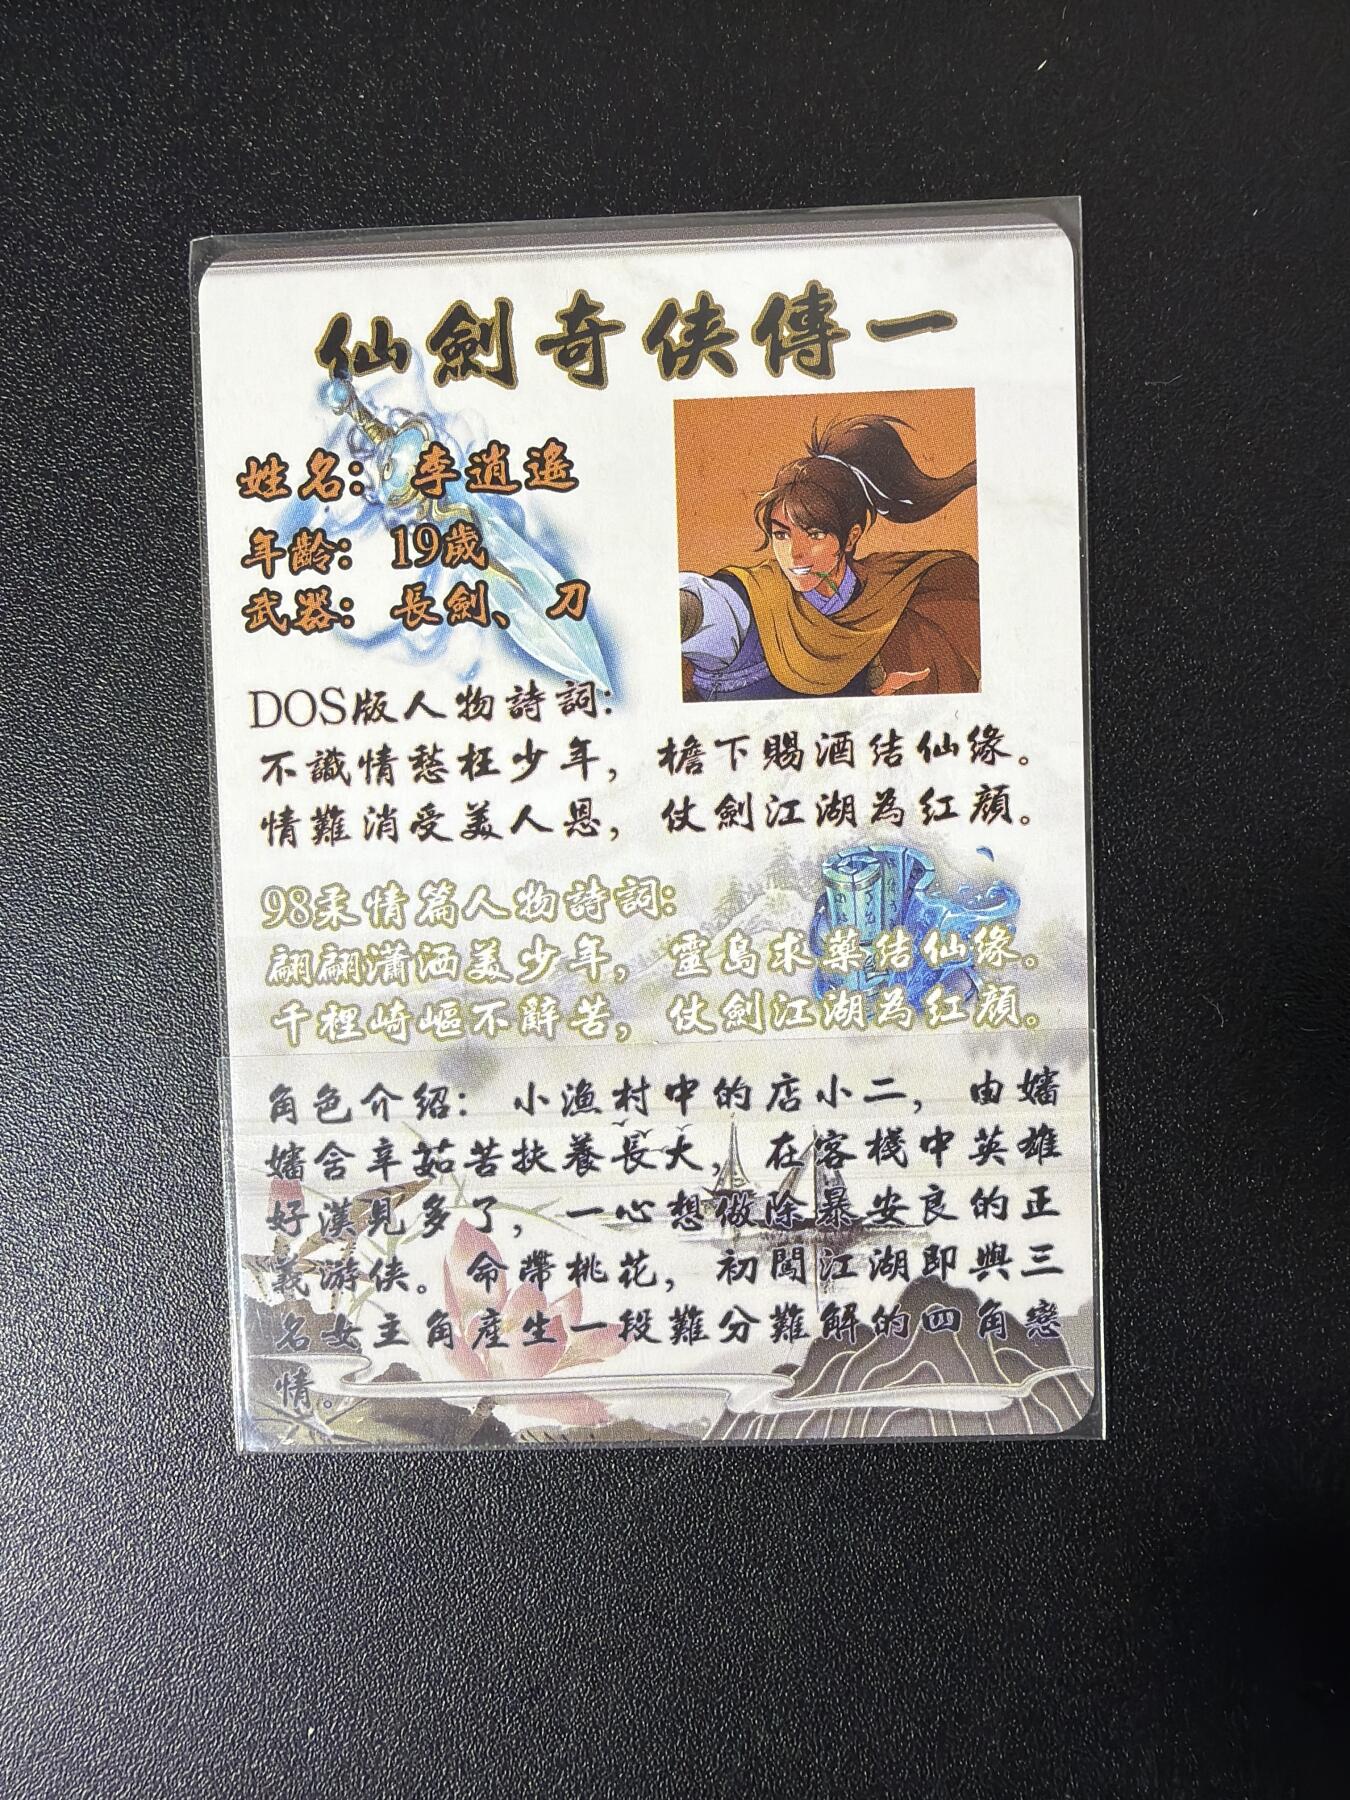 仙劍奇俠傳一
姓名： 李逍遙
年齡： 19歲
武器： 長劍、刀
DOS版人物詩詞：
不識情愁枉少年，檐下賜酒結仙緣。
情難消受美人恩，仗劍江湖為紅顏。
98柔情篇人物詩詞：
翩翩瀟洒美少年，靈島求藥結仙緣。
千裡崎嶇不辭苦，仗劍江湖為紅顏。
角色介紹：小漁村中的店小二，由嬸
嬸含辛茹苦扶養長大，在客棧中英雄
好漢見多了，一心想做除暴安良的正
義游俠。命帶桃花，初闖江湖即與三
名女主角產生一段難分難解的四角戀
情。